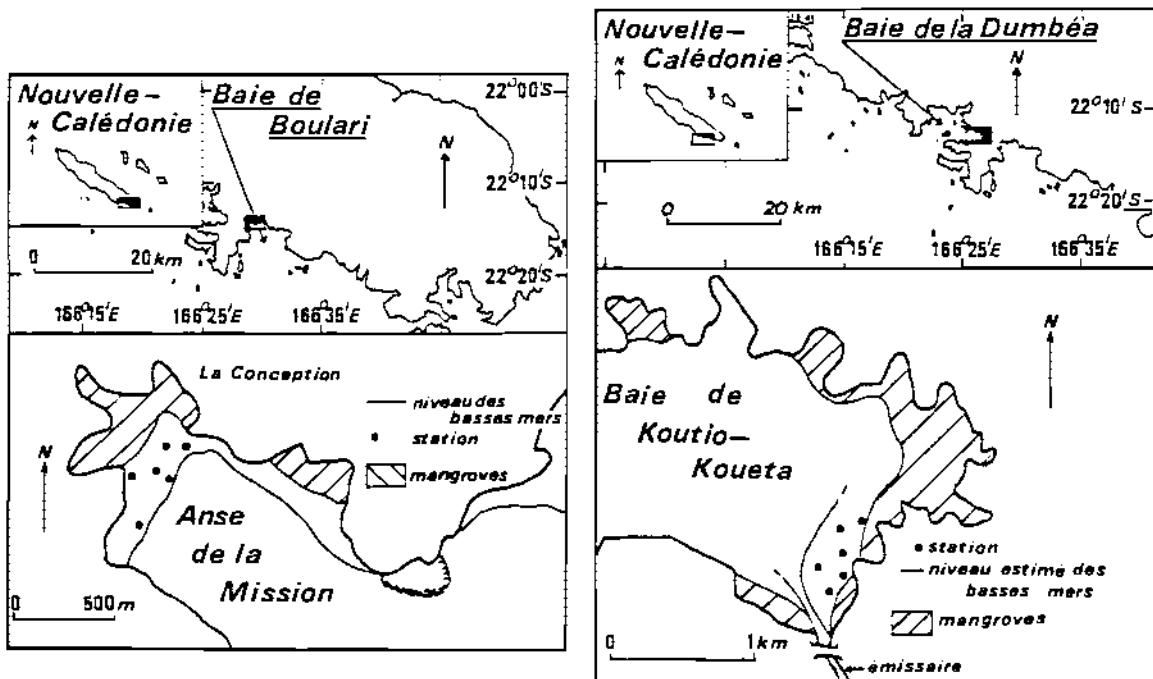 Nouvelle-
Calédonie
N
Baie de
Boulari
N
22°00'S
22°10'S
22°20'S
0 20 km
166°15'E 166°25'E 166°35'E
La Conception
niveau des
basses mers
station
mangroves
N
Anse
de la
Mission
0 500 m
Nouvelle-
Calédonie
N
Baie de la Dumbéa
N
22°10'S
22°20'S
0 20 km
166°15'E 166°25'E 166°35'E
N
Baie de
Koutio-
Koueta
station
niveau estimé des
basses mers
mangroves
0 1 km
émissaire